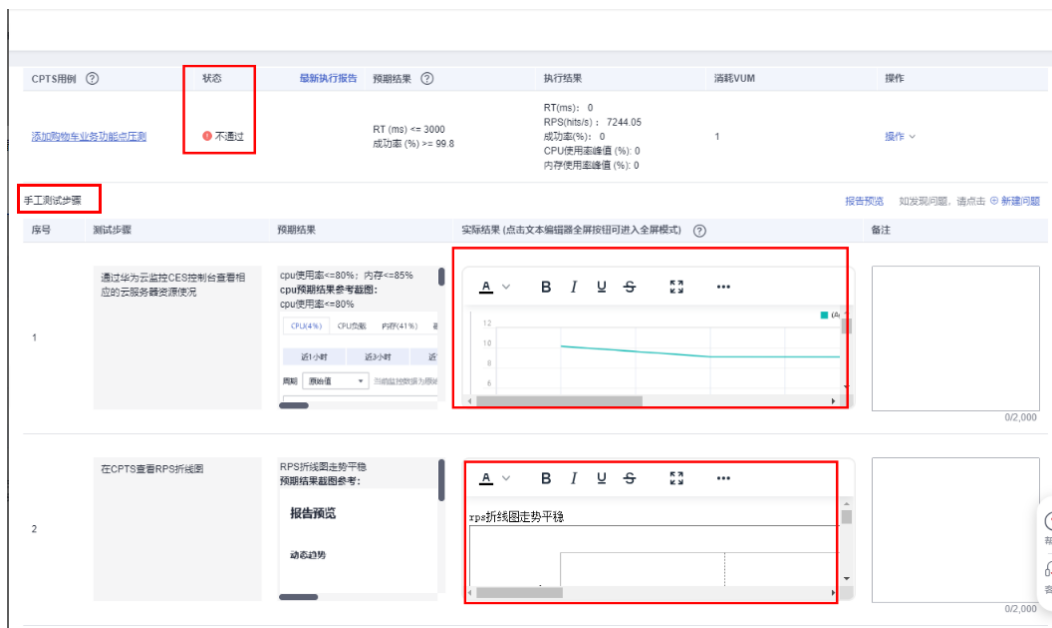 CPTS用例 状态 最新执行报告 预期结果 执行结果 消耗VUM 操作
添加购物车业务功能点压测 不通过 RT (ms) <= 3000
成功率 (%) >= 99.8
RT(ms): 0
RPS(hits/s) : 7244.05
成功率(%): 0
CPU使用率峰值 (%): 0
内存使用率峰值 (%): 0
1 操作
手工测试步骤 报告预览 如发现问题, 请点击 新建问题
序号 测试步骤 预期结果 实际结果 (点击文本编辑器全屏按钮可进入全屏模式) 备注
1
通过华为云监控CES控制台查看相
应的云服务器资源使况
cpu使用率<=80%; 内存<=85%
cpu预期结果参考截图:
cpu使用率<=80%
CPU(4%) CPU负载 内存(41%)
近1小时 近3小时 近
周期 原始值
A B I U S
12
10
8
6
0/2,000
2
在CPTS查看RPS折线图
RPS折线图走势平稳
预期结果截图参考:
报告预览
动态趋势
A B I U S
rps折线图走势平稳
0/2,000